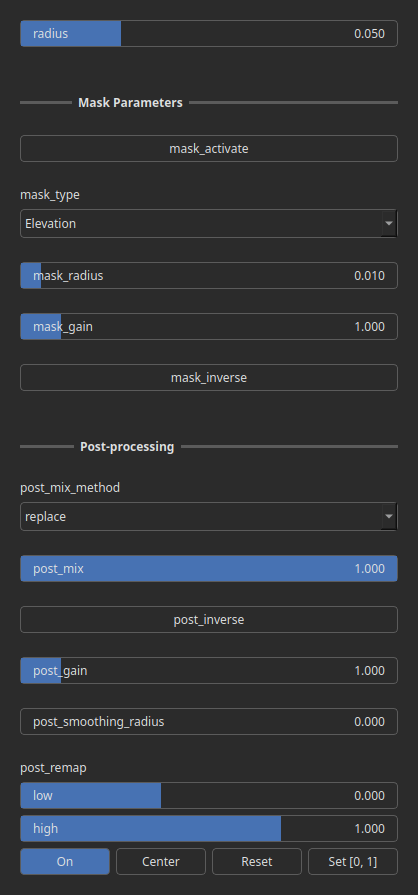 radius 0.050
Mask Parameters
mask_activate
mask_type
Elevation
mask_radius 0.010
mask_gain 1.000
mask_inverse
Post-processing
post_mix_method
replace
post_mix 1.000
post_inverse
post_gain 1.000
post_smoothing_radius 0.000
post_remap
low 0.000
high 1.000
On Center Reset Set [0, 1]